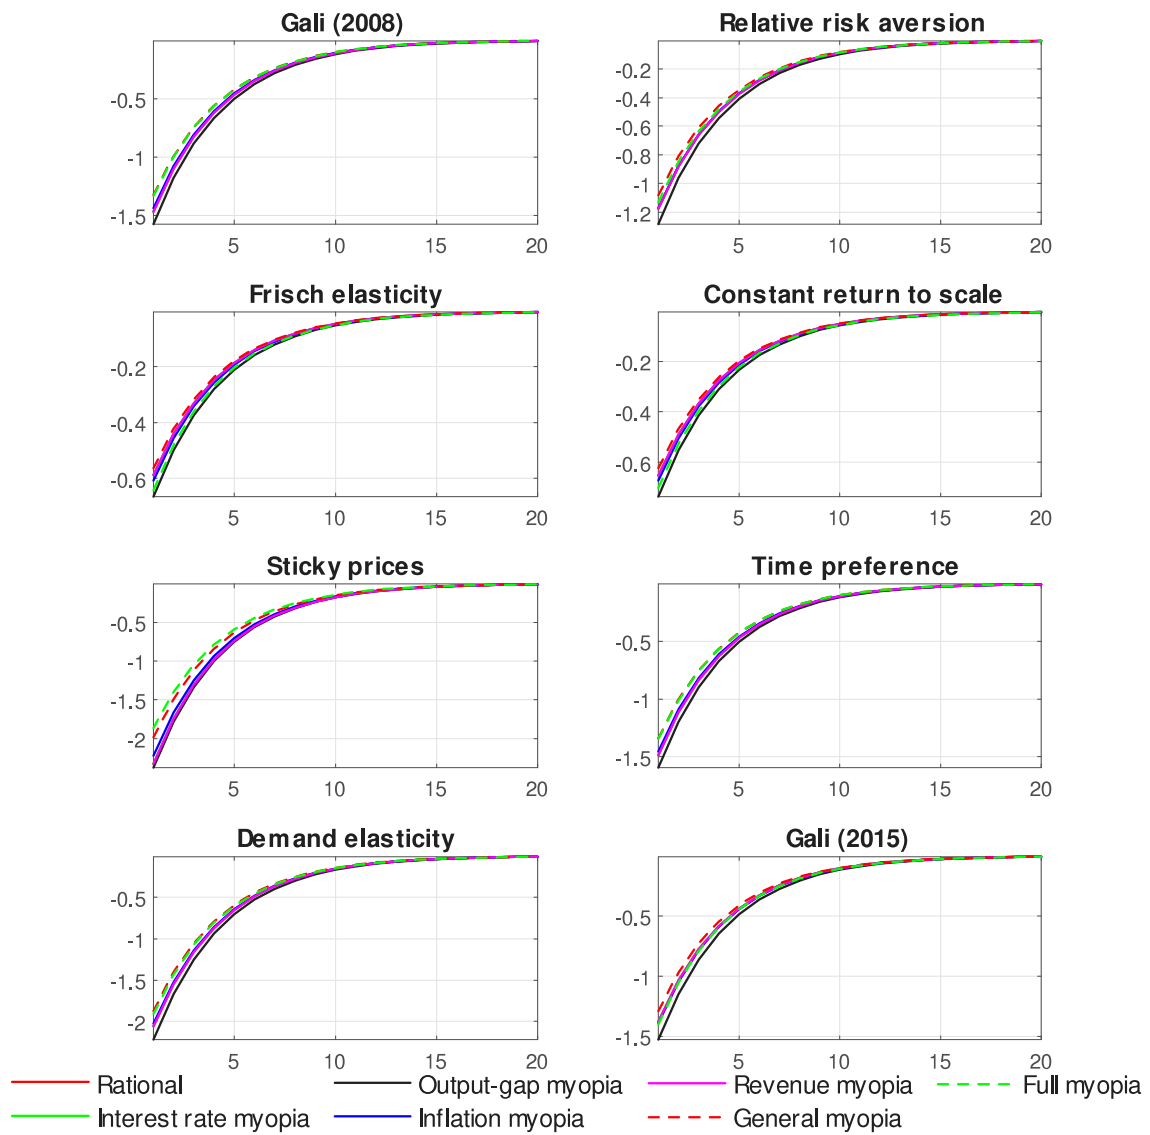 Gali (2008)
Relative risk aversion
-0.5
-1
-1.5
5 10 15 20
-0.2
-0.4
-0.6
-0.8
-1
-1.2
5 10 15 20
Frisch elasticity
Constant return to scale
-0.2
-0.4
-0.6
5 10 15 20
-0.2
-0.4
-0.6
5 10 15 20
Sticky prices
Time preference
-0.5
-1
-1.5
-2
5 10 15 20
-0.5
-1
-1.5
5 10 15 20
Demand elasticity
Gali (2015)
-0.5
-1
-1.5
-2
5 10 15 20
-0.5
-1
-1.5
5 10 15 20
Rational Output-gap myopia Revenue myopia Full myopia
Interest rate myopia Inflation myopia General myopia